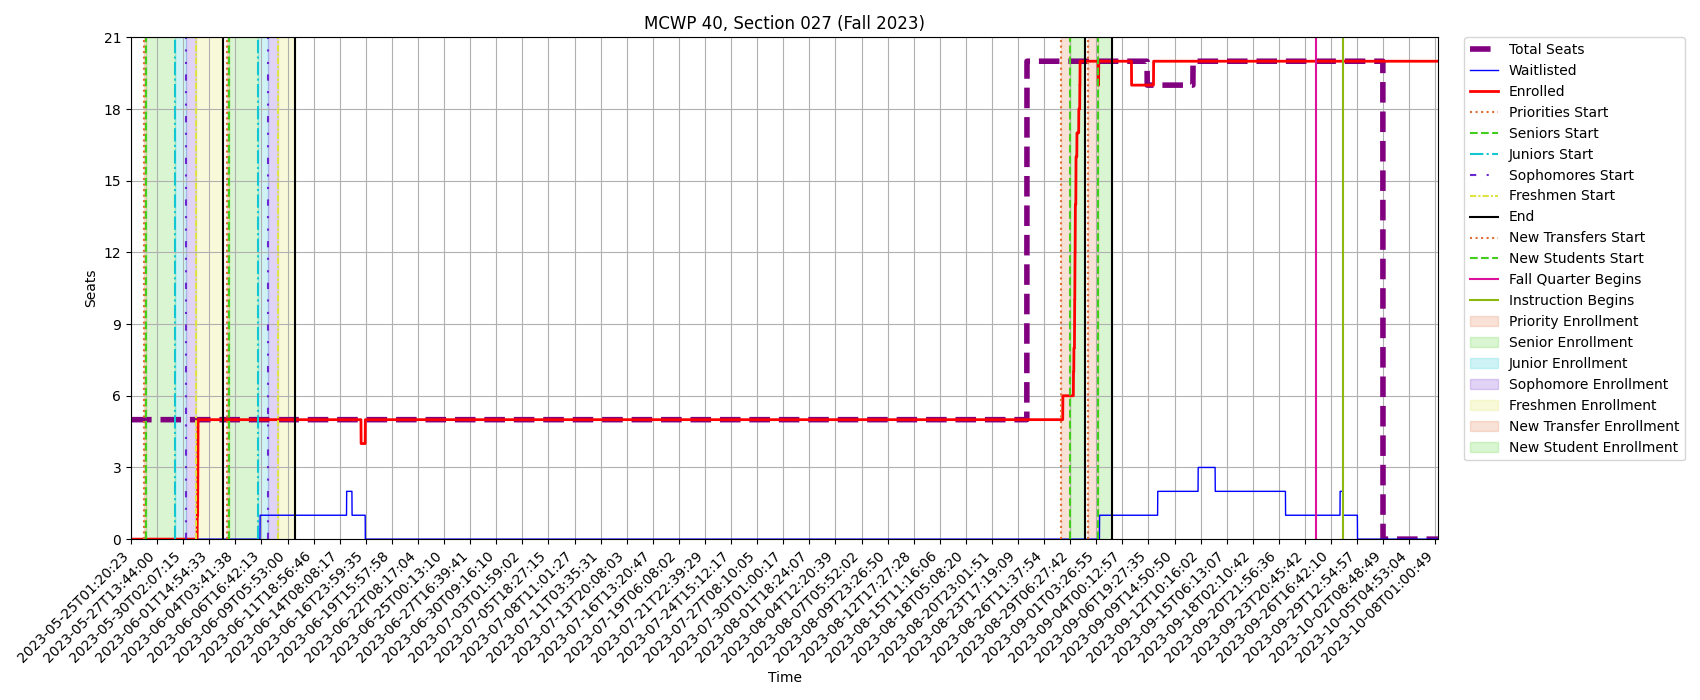 MCWP 40, Section 027 (Fall 2023)
21
18
15
12
9
6
3
0
Seats
2023-05-25T01:20:23
2023-05-27T13:44:00
2023-05-30T02:07:15
2023-06-01T14:54:33
2023-06-04T03:41:38
2023-06-06T16:42:13
2023-06-09T05:53:00
2023-06-11T18:56:46
2023-06-14T08:08:17
2023-06-16T23:59:35
2023-06-19T15:57:58
2023-06-22T08:17:04
2023-06-25T00:13:10
2023-06-27T16:39:41
2023-06-30T09:16:10
2023-07-03T01:59:02
2023-07-05T18:27:15
2023-07-08T11:01:27
2023-07-11T03:35:31
2023-07-13T20:08:03
2023-07-16T13:20:47
2023-07-19T06:08:02
2023-07-21T22:39:29
2023-07-24T15:12:17
2023-07-27T08:10:05
2023-07-30T01:00:17
2023-08-01T18:24:07
2023-08-04T12:20:39
2023-08-07T05:52:02
2023-08-09T23:26:50
2023-08-12T17:27:28
2023-08-15T11:16:06
2023-08-18T05:08:20
2023-08-20T23:01:51
2023-08-23T17:19:09
2023-08-26T11:37:54
2023-08-29T06:27:42
2023-09-01T03:26:55
2023-09-04T00:12:57
2023-09-06T19:27:35
2023-09-09T14:50:50
2023-09-12T10:16:02
2023-09-15T06:13:07
2023-09-18T02:10:42
2023-09-20T21:56:36
2023-09-23T20:45:42
2023-09-26T16:42:10
2023-09-29T12:54:57
2023-10-02T08:48:49
2023-10-05T04:53:04
2023-10-08T01:00:49
Time
Total Seats
Waitlisted
Enrolled
Priorities Start
Seniors Start
Juniors Start
Sophomores Start
Freshmen Start
End
New Transfers Start
New Students Start
Fall Quarter Begins
Instruction Begins
Priority Enrollment
Senior Enrollment
Junior Enrollment
Sophomore Enrollment
Freshmen Enrollment
New Transfer Enrollment
New Student Enrollment